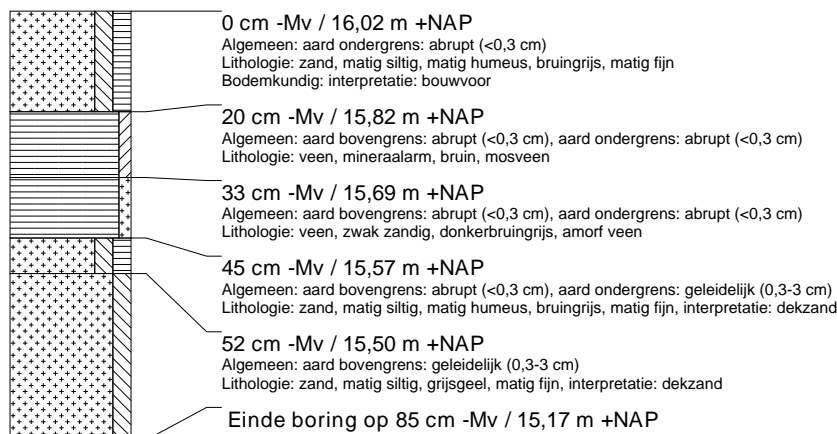 0 cm -Mv / 16,02 m +NAP
Algemeen: aard ondergrens: abrupt (<0,3 cm)
Lithologie: zand, matig siltig, matig humeus, bruingrijs, matig fijn
Bodemkundig: interpretatie: bouwvoor
20 cm -Mv / 15,82 m +NAP
Algemeen: aard bovengrens: abrupt (<0,3 cm), aard ondergrens: abrupt (<0,3 cm)
Lithologie: veen, mineraalarm, bruin, mosveen
33 cm -Mv / 15,69 m +NAP
Algemeen: aard bovengrens: abrupt (<0,3 cm), aard ondergrens: abrupt (<0,3 cm)
Lithologie: veen, zwak zandig, donkerbruingrijs, amorf veen
45 cm -Mv / 15,57 m +NAP
Algemeen: aard bovengrens: abrupt (<0,3 cm), aard ondergrens: geleidelijk (0,3-3 cm)
Lithologie: zand, matig siltig, matig humeus, bruingrijs, matig fijn, interpretatie: dekzand
52 cm -Mv / 15,50 m +NAP
Algemeen: aard bovengrens: geleidelijk (0,3-3 cm)
Lithologie: zand, matig siltig, grijsgeel, matig fijn, interpretatie: dekzand
Einde boring op 85 cm -Mv / 15,17 m +NAP